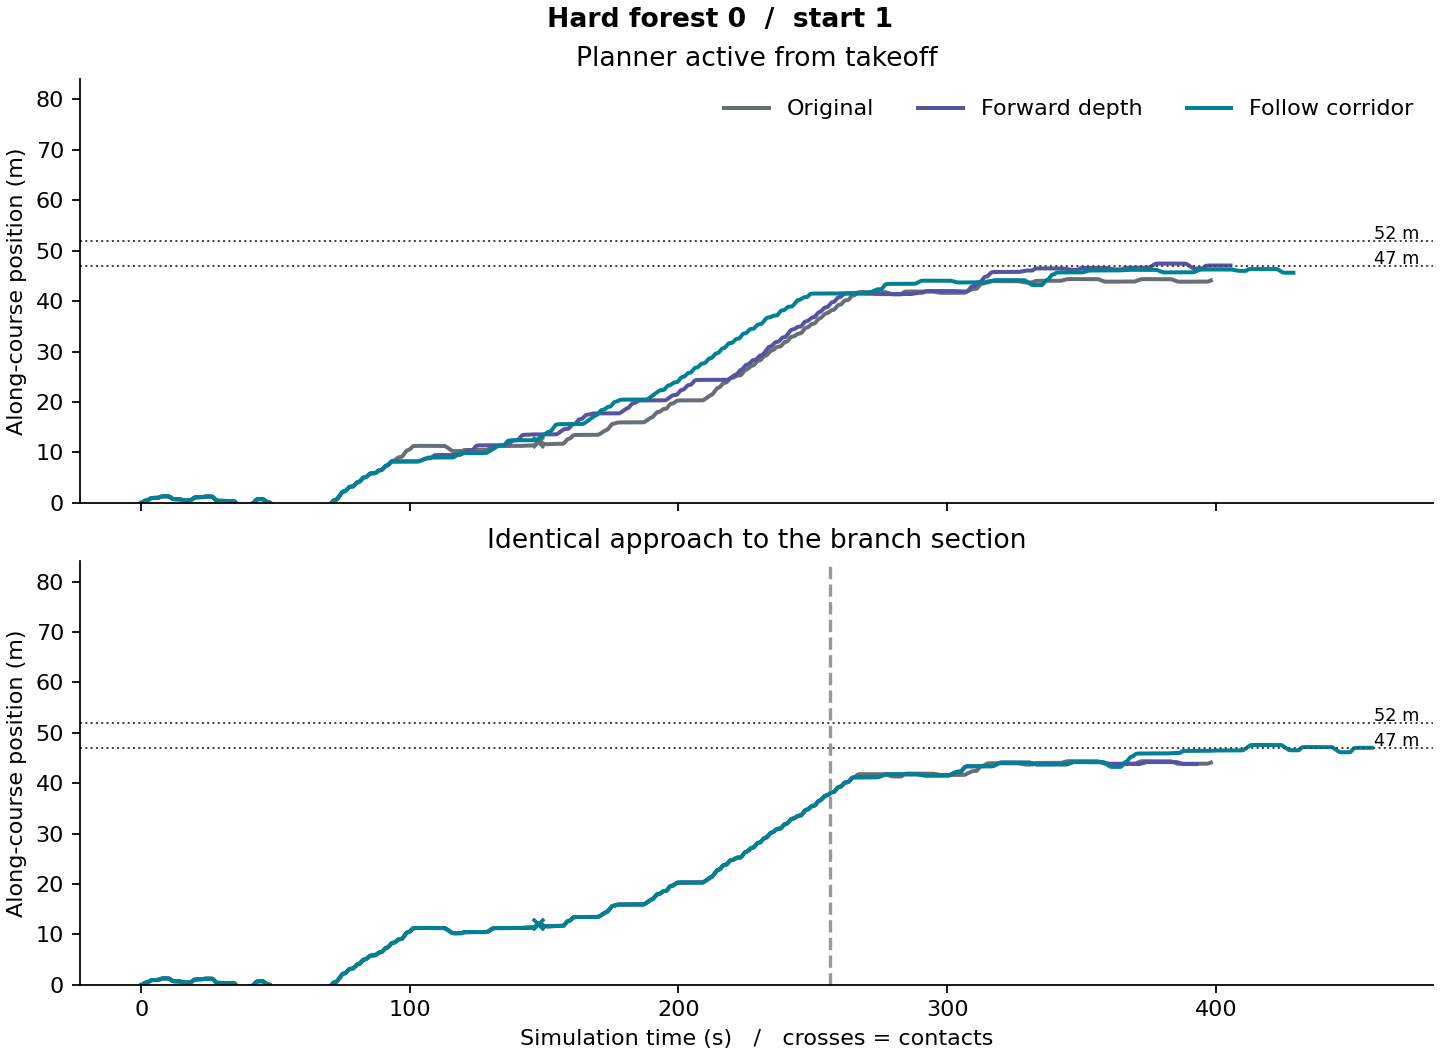 Hard forest 0 / start 1
Planner active from takeoff
Original
Forward depth
Follow corridor
Along-course position (m)
80
70
60
50
40
30
20
10
0
52 m
47 m
Identical approach to the branch section
Along-course position (m)
80
70
60
50
40
30
20
10
0
52 m
47 m
0
100
200
300
400
Simulation time (s) / crosses = contacts